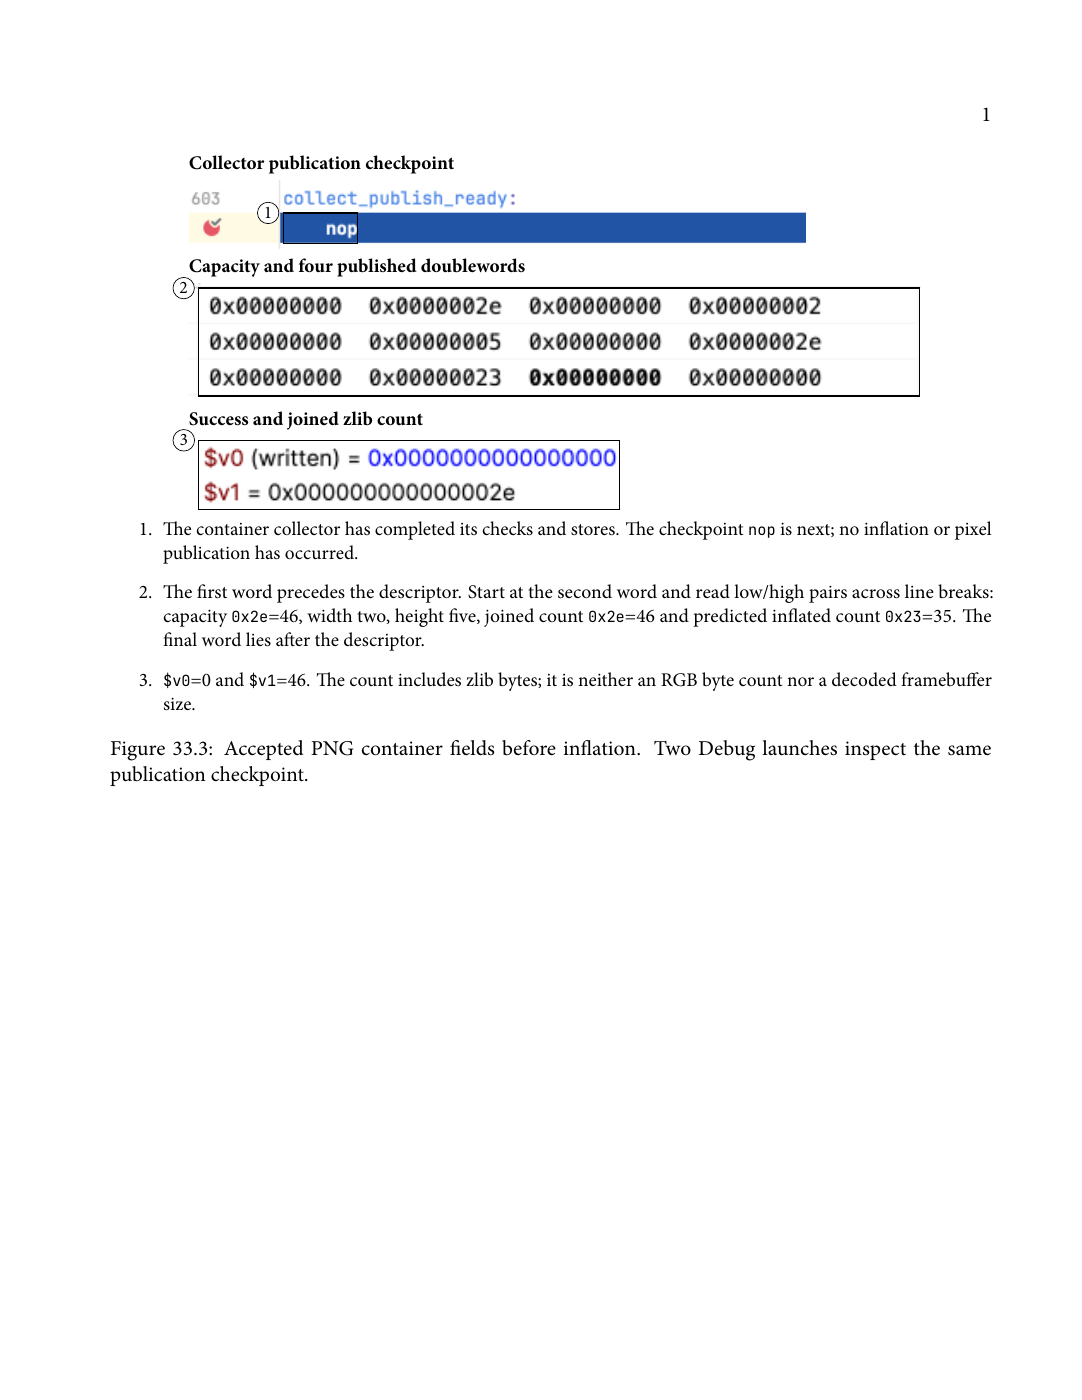 1
Collector publication checkpoint
603 collect_publish_ready:
1 nop
Capacity and four published doublewords
2
0x00000000 0x0000002e 0x00000000 0x00000002
0x00000000 0x00000005 0x00000000 0x0000002e
0x00000000 0x00000023 0x00000000 0x00000000
Success and joined zlib count
3
$v0 (written) = 0x0000000000000000
$v1 = 0x000000000000002e
1. The container collector has completed its checks and stores. The checkpoint nop is next; no inflation or pixel
publication has occurred.
2. The first word precedes the descriptor. Start at the second word and read low/high pairs across line breaks:
capacity 0x2e=46, width two, height five, joined count 0x2e=46 and predicted inflated count 0x23=35. The
final word lies after the descriptor.
3. $v0=0 and $v1=46. The count includes zlib bytes; it is neither an RGB byte count nor a decoded framebuffer
size.
Figure 33.3: Accepted PNG container fields before inflation. Two Debug launches inspect the same
publication checkpoint.